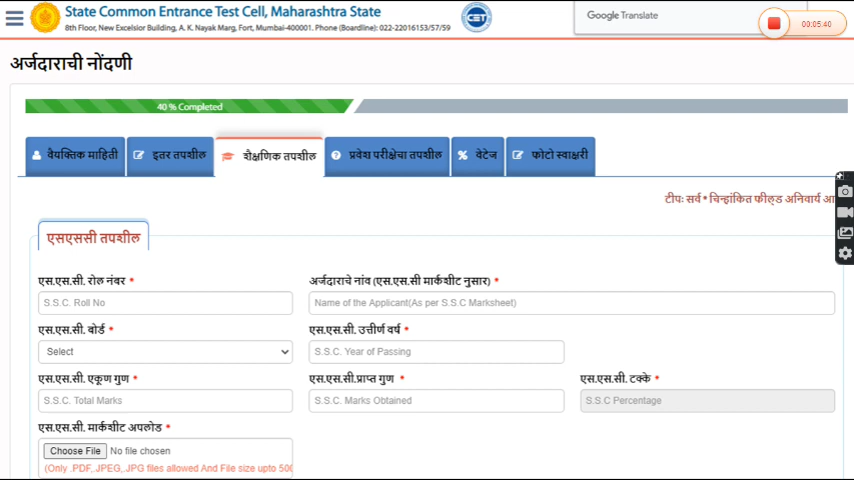 State Common Entrance Test Cell, Maharashtra State
8th Floor, New Excelsior Building, A. K. Nayak Marg, Fort, Mumbai-400001. Phone (Boardline): 022-22016153/57/59
CET
Google Translate
00:05:40
अर्जदाराची नोंदणी
40 % Completed
वैयक्तिक माहिती
इतर तपशील
शैक्षणिक तपशील
प्रवेश परीक्षेचा तपशील
वेटेज
फोटो स्वाक्षरी
टीपः सर्व * चिन्हांकित फील्ड अनिवार्य आ
एसएससी तपशील
एस.एस.सी. रोल नंबर *
अर्जदाराचे नांव (एस.एस.सी मार्कशीट नुसार) *
S.S.C. Roll No
Name of the Applicant(As per S.S.C Marksheet)
एस.एस.सी. बोर्ड *
एस.एस.सी. उत्तीर्ण वर्ष *
Select
S.S.C. Year of Passing
एस.एस.सी. एकूण गुण *
एस.एस.सी.प्राप्त गुण *
एस.एस.सी. टक्के *
S.S.C. Total Marks
S.S.C. Marks Obtained
S.S.C Percentage
एस.एस.सी. मार्कशीट अपलोड *
Choose File No file chosen
(Only .PDF,.JPEG,.JPG files allowed And File size upto 500